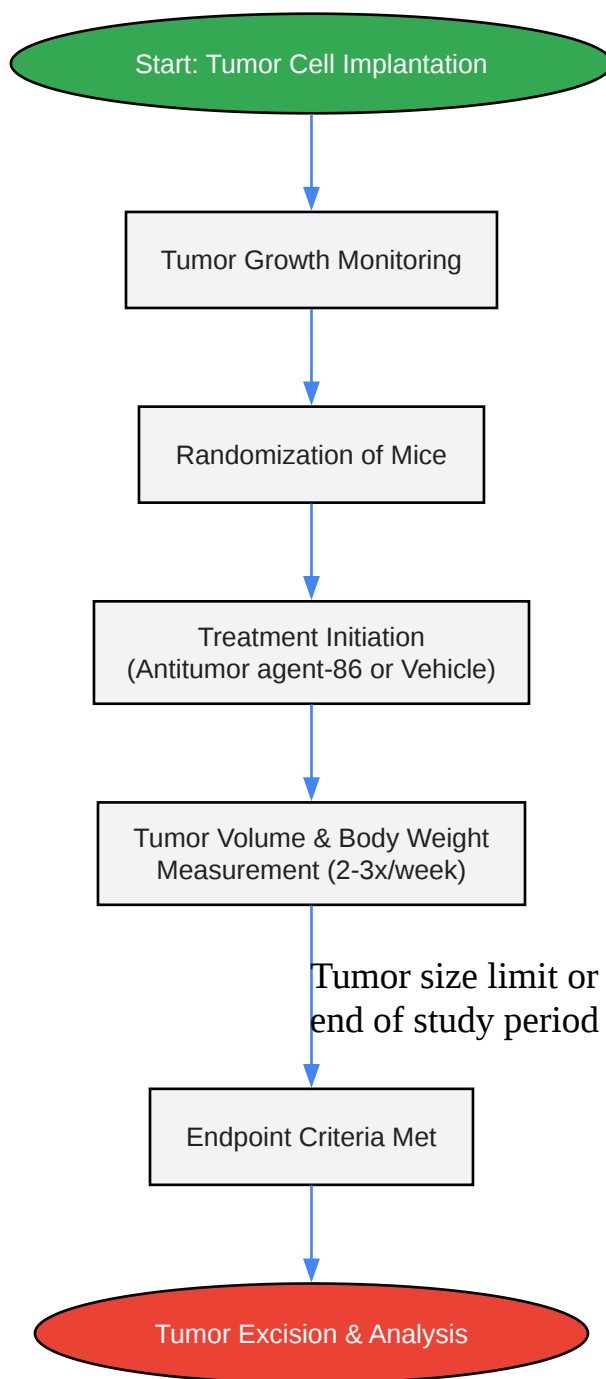 Start: Tumor Cell Implantation
Tumor Growth Monitoring
Randomization of Mice
Treatment Initiation
(Antitumor agent-86 or Vehicle)
Tumor Volume & Body Weight
Measurement (2-3x/week)
Tumor size limit or
end of study period
Endpoint Criteria Met
Tumor Excision & Analysis